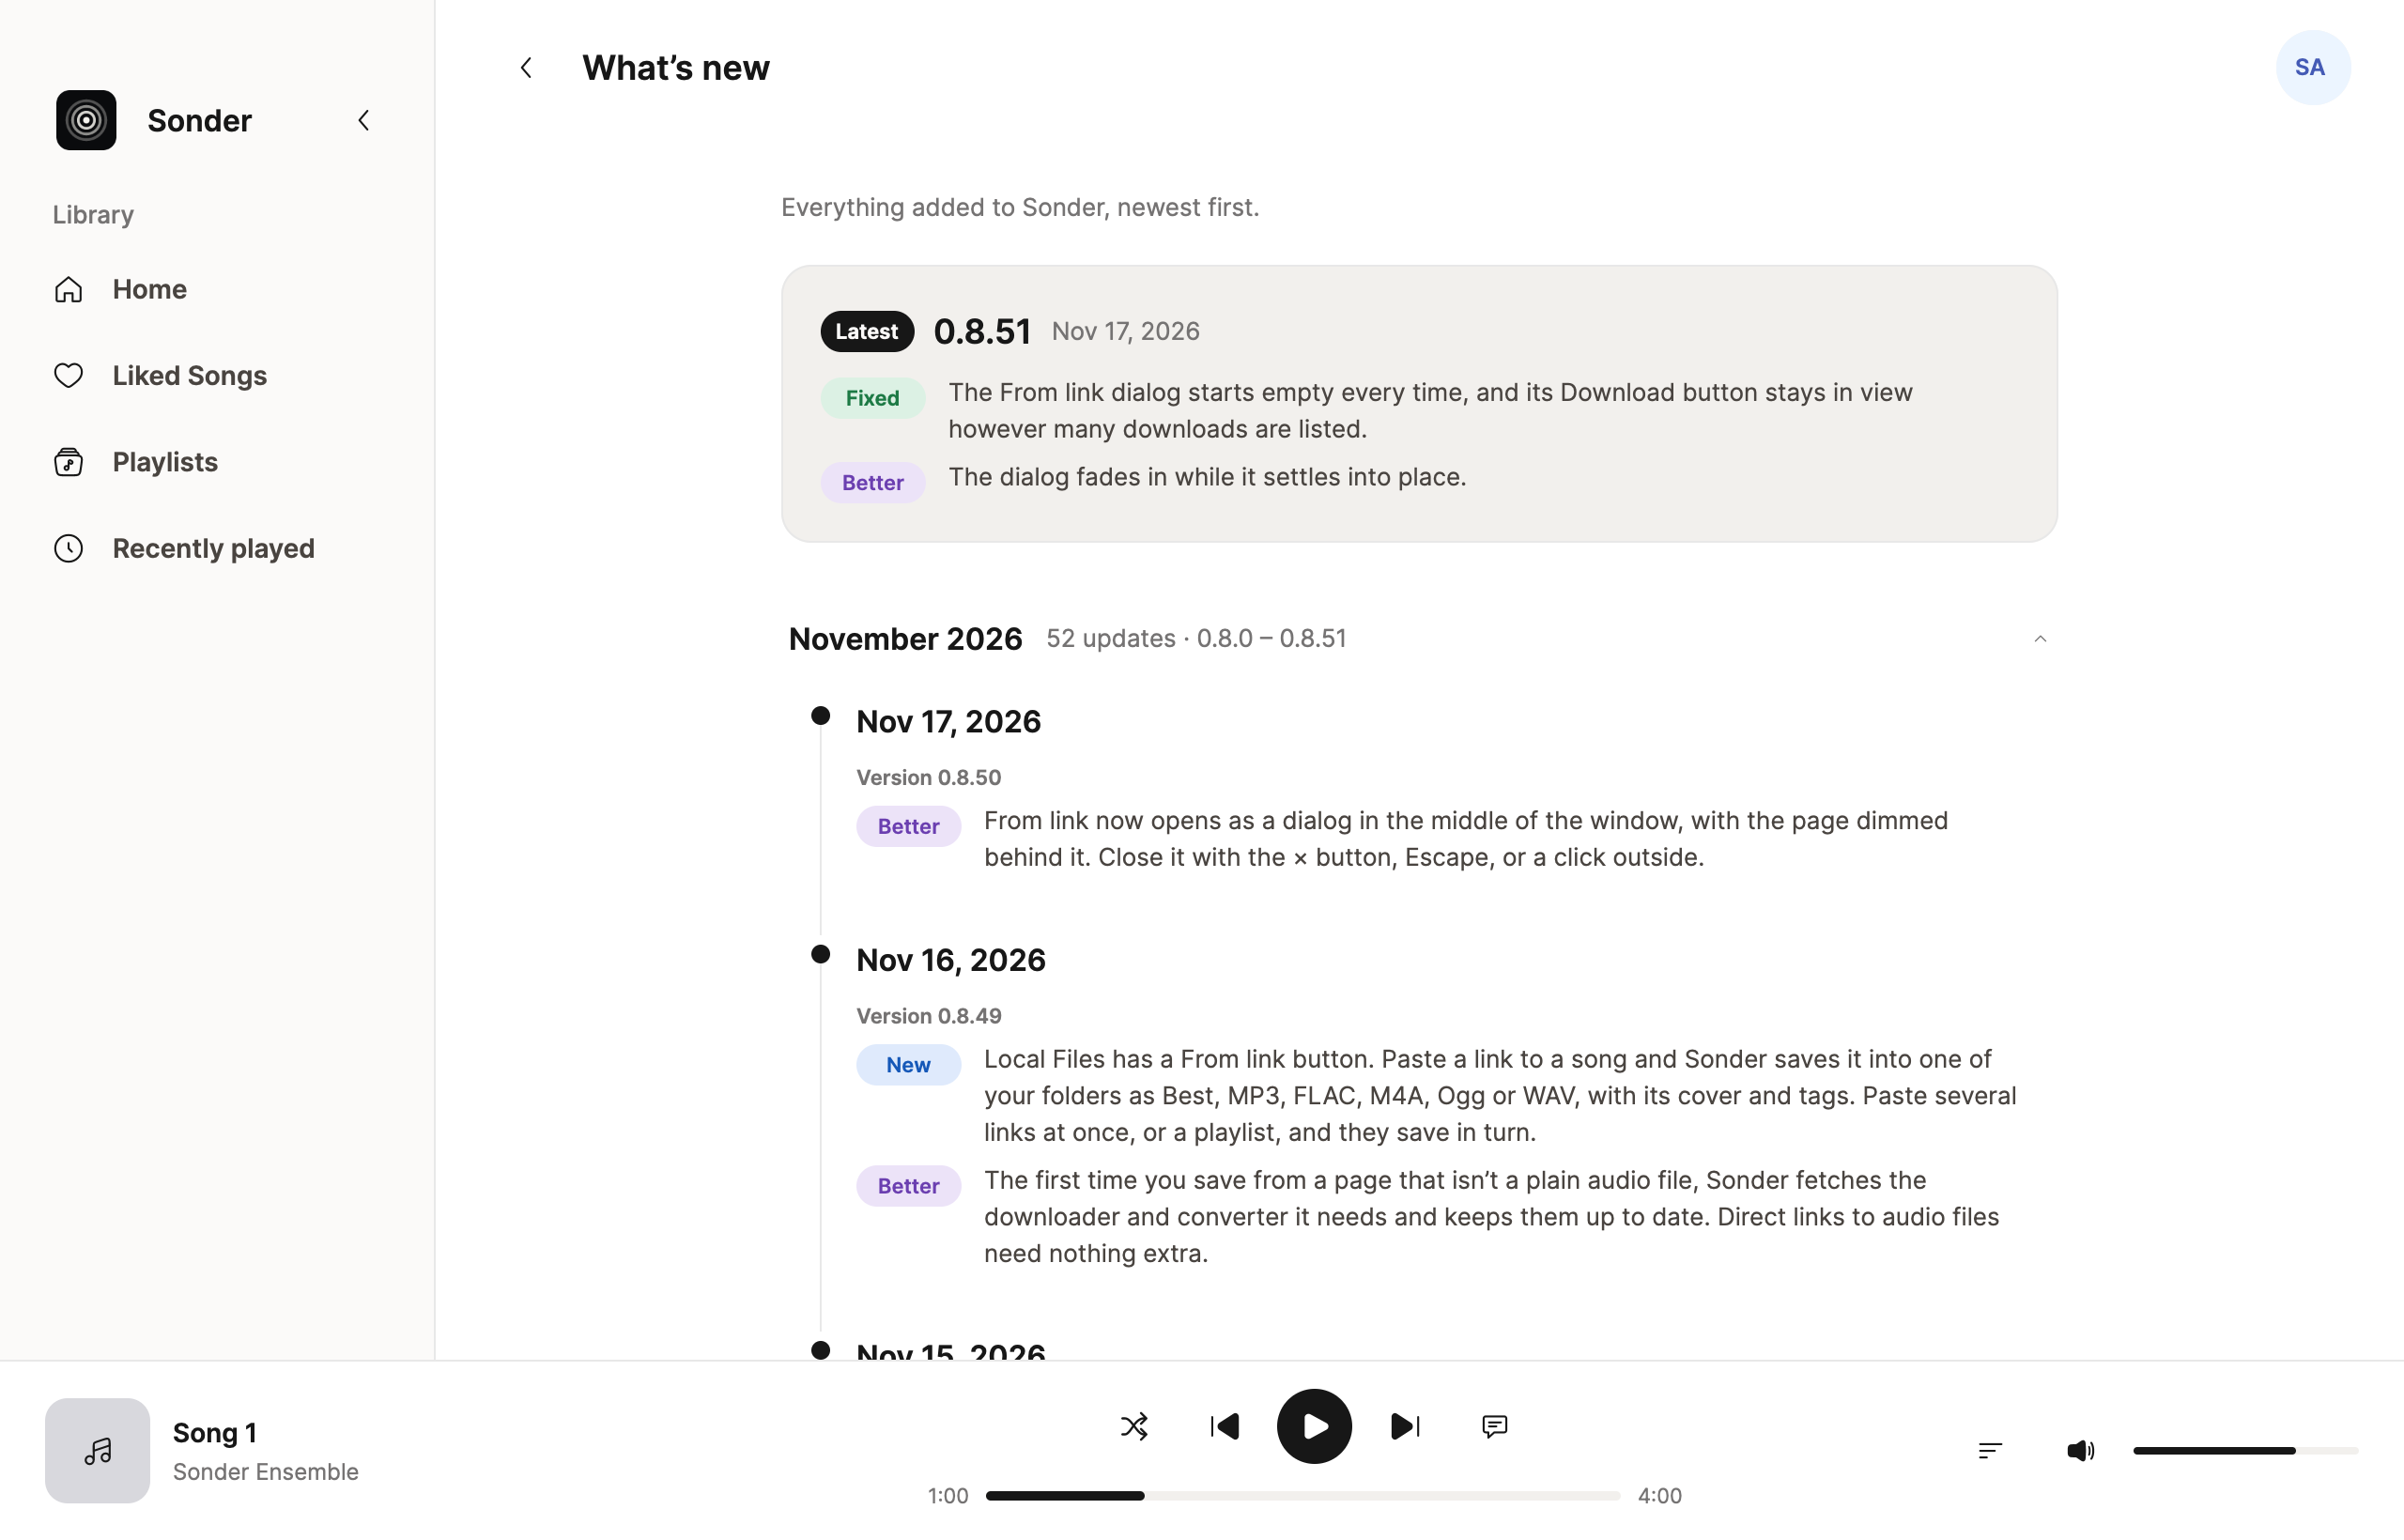 What’s new
SA
Sonder
Library
Home
Liked Songs
Playlists
Recently played
Everything added to Sonder, newest first.
Latest 0.8.51 Nov 17, 2026
Fixed The From link dialog starts empty every time, and its Download button stays in view
however many downloads are listed.
Better The dialog fades in while it settles into place.
November 2026 52 updates · 0.8.0 – 0.8.51
Nov 17, 2026
Version 0.8.50
Better From link now opens as a dialog in the middle of the window, with the page dimmed
behind it. Close it with the × button, Escape, or a click outside.
Nov 16, 2026
Version 0.8.49
New Local Files has a From link button. Paste a link to a song and Sonder saves it into one of
your folders as Best, MP3, FLAC, M4A, Ogg or WAV, with its cover and tags. Paste several
links at once, or a playlist, and they save in turn.
Better The first time you save from a page that isn’t a plain audio file, Sonder fetches the
downloader and converter it needs and keeps them up to date. Direct links to audio files
need nothing extra.
Nov 15, 2026
Song 1
Sonder Ensemble
1:00
4:00